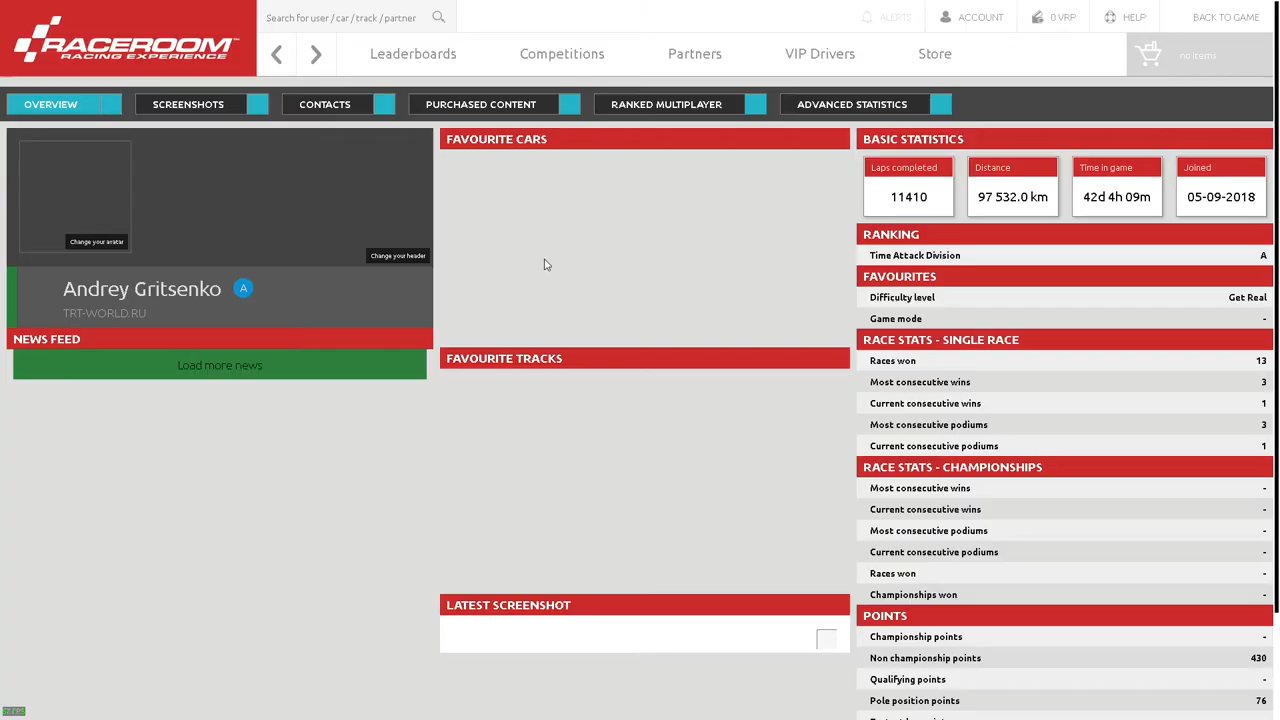 RACEROOM
RACING EXPERIENCE
Search for user / car / track / partner
ALERTS
ACCOUNT
0 VRP
HELP
BACK TO GAME
Leaderboards
Competitions
Partners
VIP Drivers
Store
no items
OVERVIEW
SCREENSHOTS
CONTACTS
PURCHASED CONTENT
RANKED MULTIPLAYER
ADVANCED STATISTICS
Change your avatar
Change your header
Andrey Gritsenko A
TRT-WORLD.RU
NEWS FEED
Load more news
FAVOURITE CARS
FAVOURITE TRACKS
LATEST SCREENSHOT
BASIC STATISTICS
Laps completed
11410
Distance
97 532.0 km
Time in game
42d 4h 09m
Joined
05-09-2018
RANKING
Time Attack Division A
FAVOURITES
Difficulty level Get Real
Game mode -
RACE STATS - SINGLE RACE
Races won 13
Most consecutive wins 3
Current consecutive wins 1
Most consecutive podiums 3
Current consecutive podiums 1
RACE STATS - CHAMPIONSHIPS
Most consecutive wins -
Current consecutive wins -
Most consecutive podiums -
Current consecutive podiums -
Races won -
Championships won -
POINTS
Championship points -
Non championship points 430
Qualifying points -
Pole position points 76